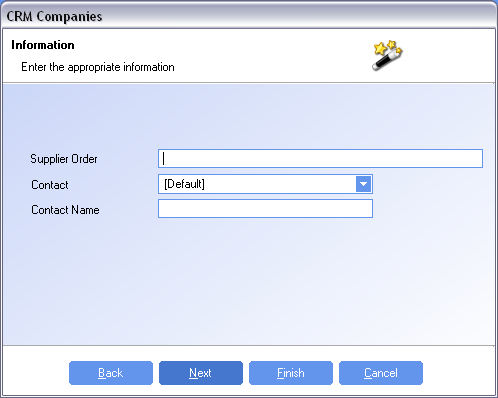 CRM Companies
Information
Enter the appropriate information
Supplier Order
Contact [Default]
Contact Name
Back Next Finish Cancel